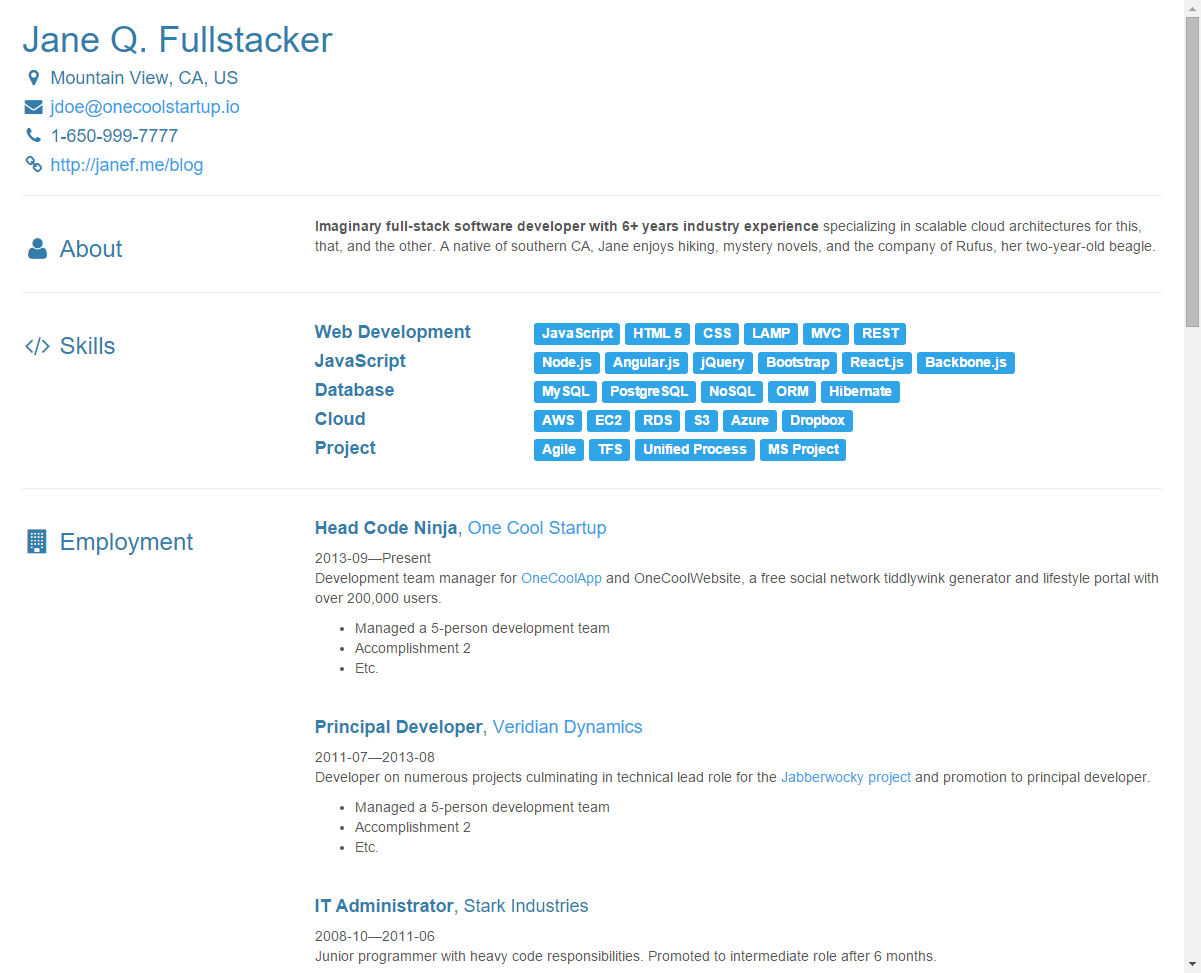 Jane Q. Fullstacker
Mountain View, CA, US
jdoe@onecoolstartup.io
1-650-999-7777
http://janef.me/blog
About
Imaginary full-stack software developer with 6+ years industry experience specializing in scalable cloud architectures for this,
that, and the other. A native of southern CA, Jane enjoys hiking, mystery novels, and the company of Rufus, her two-year-old beagle.
Skills
Web Development JavaScript HTML 5 CSS LAMP MVC REST
JavaScript Node.js Angular.js jQuery Bootstrap React.js Backbone.js
Database MySQL PostgreSQL NoSQL ORM Hibernate
Cloud AWS EC2 RDS S3 Azure Dropbox
Project Agile TFS Unified Process MS Project
Employment
Head Code Ninja, One Cool Startup
2013-09—Present
Development team manager for OneCoolApp and OneCoolWebsite, a free social network tiddlywink generator and lifestyle portal with
over 200,000 users.
• Managed a 5-person development team
• Accomplishment 2
• Etc.
Principal Developer, Veridian Dynamics
2011-07—2013-08
Developer on numerous projects culminating in technical lead role for the Jabberwocky project and promotion to principal developer.
• Managed a 5-person development team
• Accomplishment 2
• Etc.
IT Administrator, Stark Industries
2008-10—2011-06
Junior programmer with heavy code responsibilities. Promoted to intermediate role after 6 months.